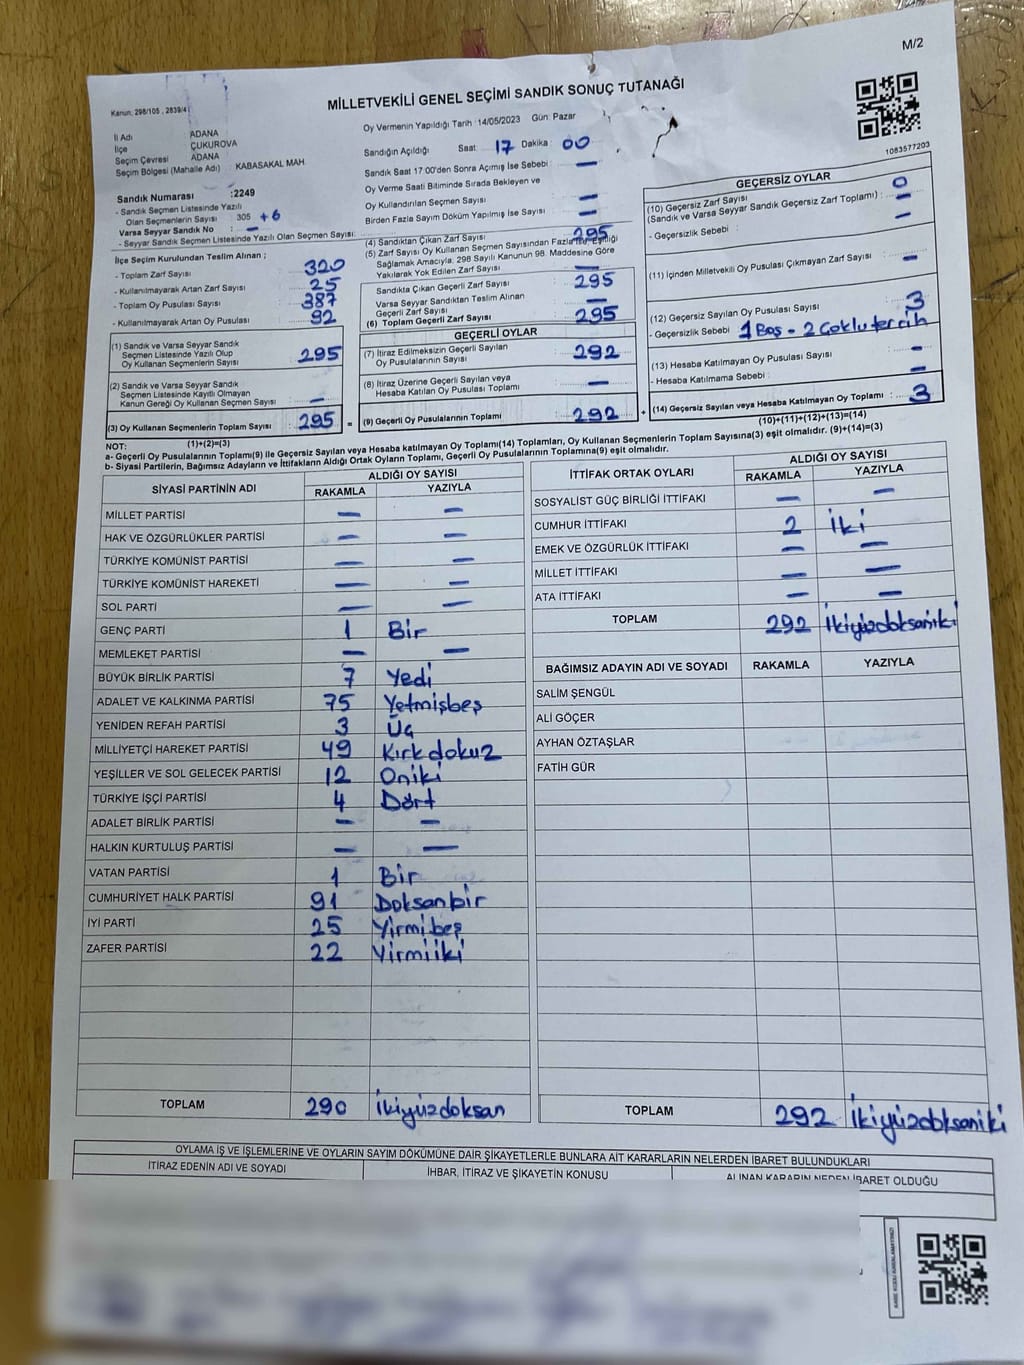 M/2
MİLLETVEKİLİ GENEL SEÇİMİ SANDIK SONUÇ TUTANAĞI
Kanun: 298/105 , 2839/4
İl Adı ADANA
İlçe ÇUKUROVA
Seçim Çevresi ADANA
Seçim Bölgesi (Mahalle Adı) KABASAKAL MAH.
Sandık Numarası :2249
- Sandık Seçmen Listesinde Yazılı
Olan Seçmenlerin Sayısı 305 +6
Varsa Seyyar Sandık No : –
- Seyyar Sandık Seçmen Listesinde Yazılı Olan Seçmen Sayısı:
İlçe Seçim Kurulundan Teslim Alınan ;
- Toplam Zarf Sayısı 320
- Kullanılmayarak Artan Zarf Sayısı 25
- Toplam Oy Pusulası Sayısı 387
- Kullanılmayarak Artan Oy Pusulası 92
(1) Sandık ve Varsa Seyyar Sandık
Seçmen Listesinde Yazılı Olup
Oy Kullanan Seçmenlerin Sayısı 295
(2) Sandık ve Varsa Seyyar Sandık
Seçmen Listesinde Kayıtlı Olmayan
Kanun Gereği Oy Kullanan Seçmen Sayısı –
(3) Oy Kullanan Seçmenlerin Toplam Sayısı : 295 =
Oy Vermenin Yapıldığı Tarih : 14/05/2023 Gün: Pazar
Sandığın Açıldığı Saat 17 Dakika : 00
Sandık Saat 17:00'den Sonra Açımış İse Sebebi : –
Oy Verme Saati Bitiminde Sırada Bekleyen ve
Oy Kullandırılan Seçmen Sayısı –
Birden Fazla Sayım Döküm Yapılmış İse Sayısı –
(4) Sandıktan Çıkan Zarf Sayısı 295
(5) Zarf Sayısı Oy Kullanan Seçmen Sayısından Fazla ise, Eşitliği
Sağlamak Amacıyla, 298 Sayılı Kanunun 98. Maddesine Göre
Yakılarak Yok Edilen Zarf Sayısı –
Sandıkta Çıkan Geçerli Zarf Sayısı 295
Varsa Seyyar Sandıktan Teslim Alınan
Geçerli Zarf Sayısı –
(6) Toplam Geçerli Zarf Sayısı 295
GEÇERLİ OYLAR
(7) İtiraz Edilmeksizin Geçerli Sayılan
Oy Pusulalarının Sayısı 292
(8) İtiraz Üzerine Geçerli Sayılan veya
Hesaba Katılan Oy Pusulası Toplamı –
(9) Geçerli Oy Pusulalarının Toplamı 292 +
1083577203
GEÇERSİZ OYLAR
(10) Geçersiz Zarf Sayısı 0
(Sandık ve Varsa Seyyar Sandık Geçersiz Zarf Toplamı) : –
- Geçersizlik Sebebi : –
(11) İçinden Milletvekili Oy Pusulası Çıkmayan Zarf Sayısı –
(12) Geçersiz Sayılan Oy Pusulası Sayısı 3
- Geçersizlik Sebebi 1 Boş - 2 Çoklu tercih
(13) Hesaba Katılmayan Oy Pusulası Sayısı –
- Hesaba Katılmama Sebebi : –
(14) Geçersiz Sayılan veya Hesaba Katılmayan Oy Toplamı : 3
(10)+(11)+(12)+(13)=(14)
NOT: (1)+(2)=(3)
a- Geçerli Oy Pusulalarının Toplamı(9) ile Geçersiz Sayılan veya Hesaba katılmayan Oy Toplamı(14) Toplamları, Oy Kullanan Seçmenlerin Toplam Sayısına(3) eşit olmalıdır. (9)+(14)=(3)
b- Siyasi Partilerin, Bağımsız Adayların ve İttifakların Aldığı Ortak Oyların Toplamı, Geçerli Oy Pusulalarının Toplamına(9) eşit olmalıdır.
SİYASİ PARTİNİN ADI ALDIĞI OY SAYISI
RAKAMLA YAZIYLA
MİLLET PARTİSİ – –
HAK VE ÖZGÜRLÜKLER PARTİSİ – –
TÜRKİYE KOMÜNİST PARTİSİ – –
TÜRKİYE KOMÜNİST HAREKETİ – –
SOL PARTİ – –
GENÇ PARTİ 1 Bir
MEMLEKET PARTİSİ – –
BÜYÜK BİRLİK PARTİSİ 7 Yedi
ADALET VE KALKINMA PARTİSİ 75 Yetmişbeş
YENİDEN REFAH PARTİSİ 3 Üç
MİLLİYETÇİ HAREKET PARTİSİ 49 Kırkdokuz
YEŞİLLER VE SOL GELECEK PARTİSİ 12 Oniki
TÜRKİYE İŞÇİ PARTİSİ 4 Dört
ADALET BİRLİK PARTİSİ – –
HALKIN KURTULUŞ PARTİSİ – –
VATAN PARTİSİ 1 Bir
CUMHURİYET HALK PARTİSİ 91 Doksanbir
İYİ PARTİ 25 Yirmibeş
ZAFER PARTİSİ 22 Yirmiiki
TOPLAM 290 İkiyüzdoksan
İTTİFAK ORTAK OYLARI ALDIĞI OY SAYISI
RAKAMLA YAZIYLA
SOSYALİST GÜÇ BİRLİĞİ İTTİFAKI – –
CUMHUR İTTİFAKI 2 İki
EMEK VE ÖZGÜRLÜK İTTİFAKI – –
MİLLET İTTİFAKI – –
ATA İTTİFAKI – –
TOPLAM 292 İkiyüzdoksaniki
BAĞIMSIZ ADAYIN ADI VE SOYADI RAKAMLA YAZIYLA
SALİM ŞENGÜL
ALİ GÖÇER
AYHAN ÖZTAŞLAR
FATİH GÜR
TOPLAM 292 İkiyüzdoksaniki
OYLAMA İŞ VE İŞLEMLERİNE VE OYLARIN SAYIM DÖKÜMÜNE DAİR ŞİKAYETLERLE BUNLARA AİT KARARLARIN NELERDEN İBARET BULUNDUKLARI
İTİRAZ EDENİN ADI VE SOYADI İHBAR, İTİRAZ VE ŞİKAYETİN KONUSU ALINAN KARARIN NEDEN İBARET OLDUĞU